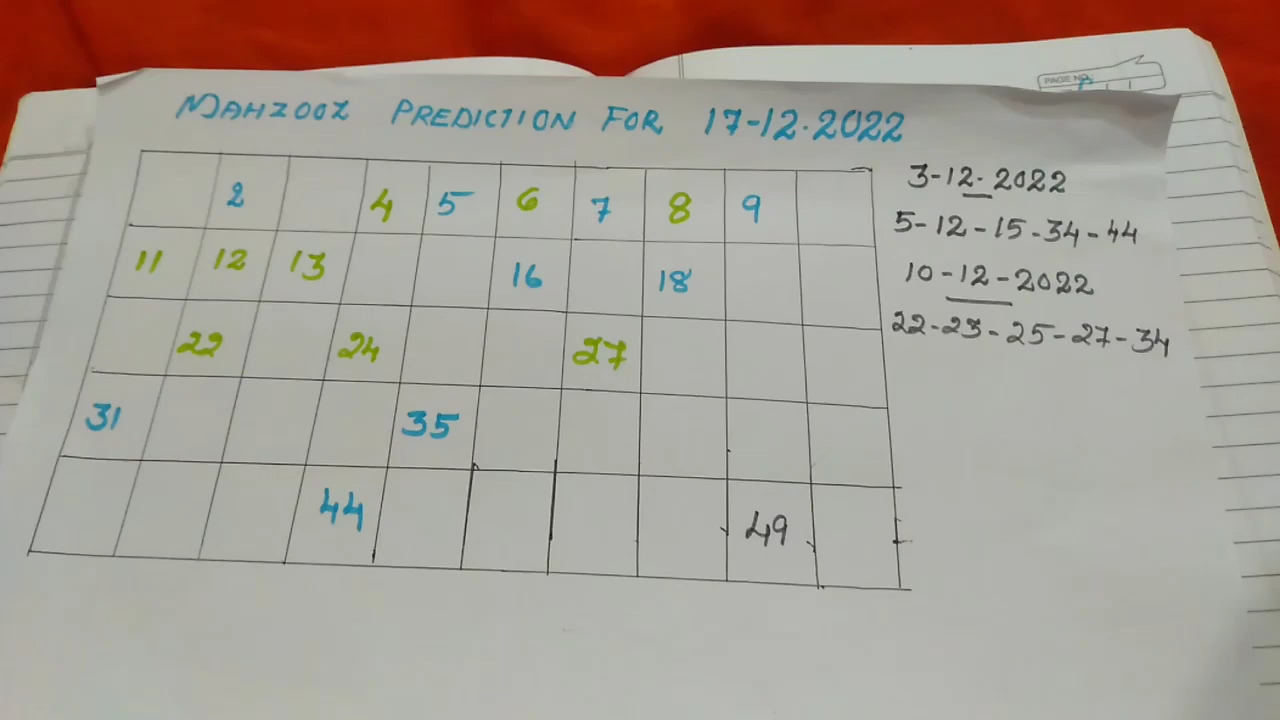 PAGE NO.
MAHZOOZ PREDICTION FOR 17-12.2022
2 4 5 6 7 8 9
11 12 13 16 18
22 24 27
31 35
44 49
3-12-2022
5-12-15-34-44
10-12-2022
22-23-25-27-34